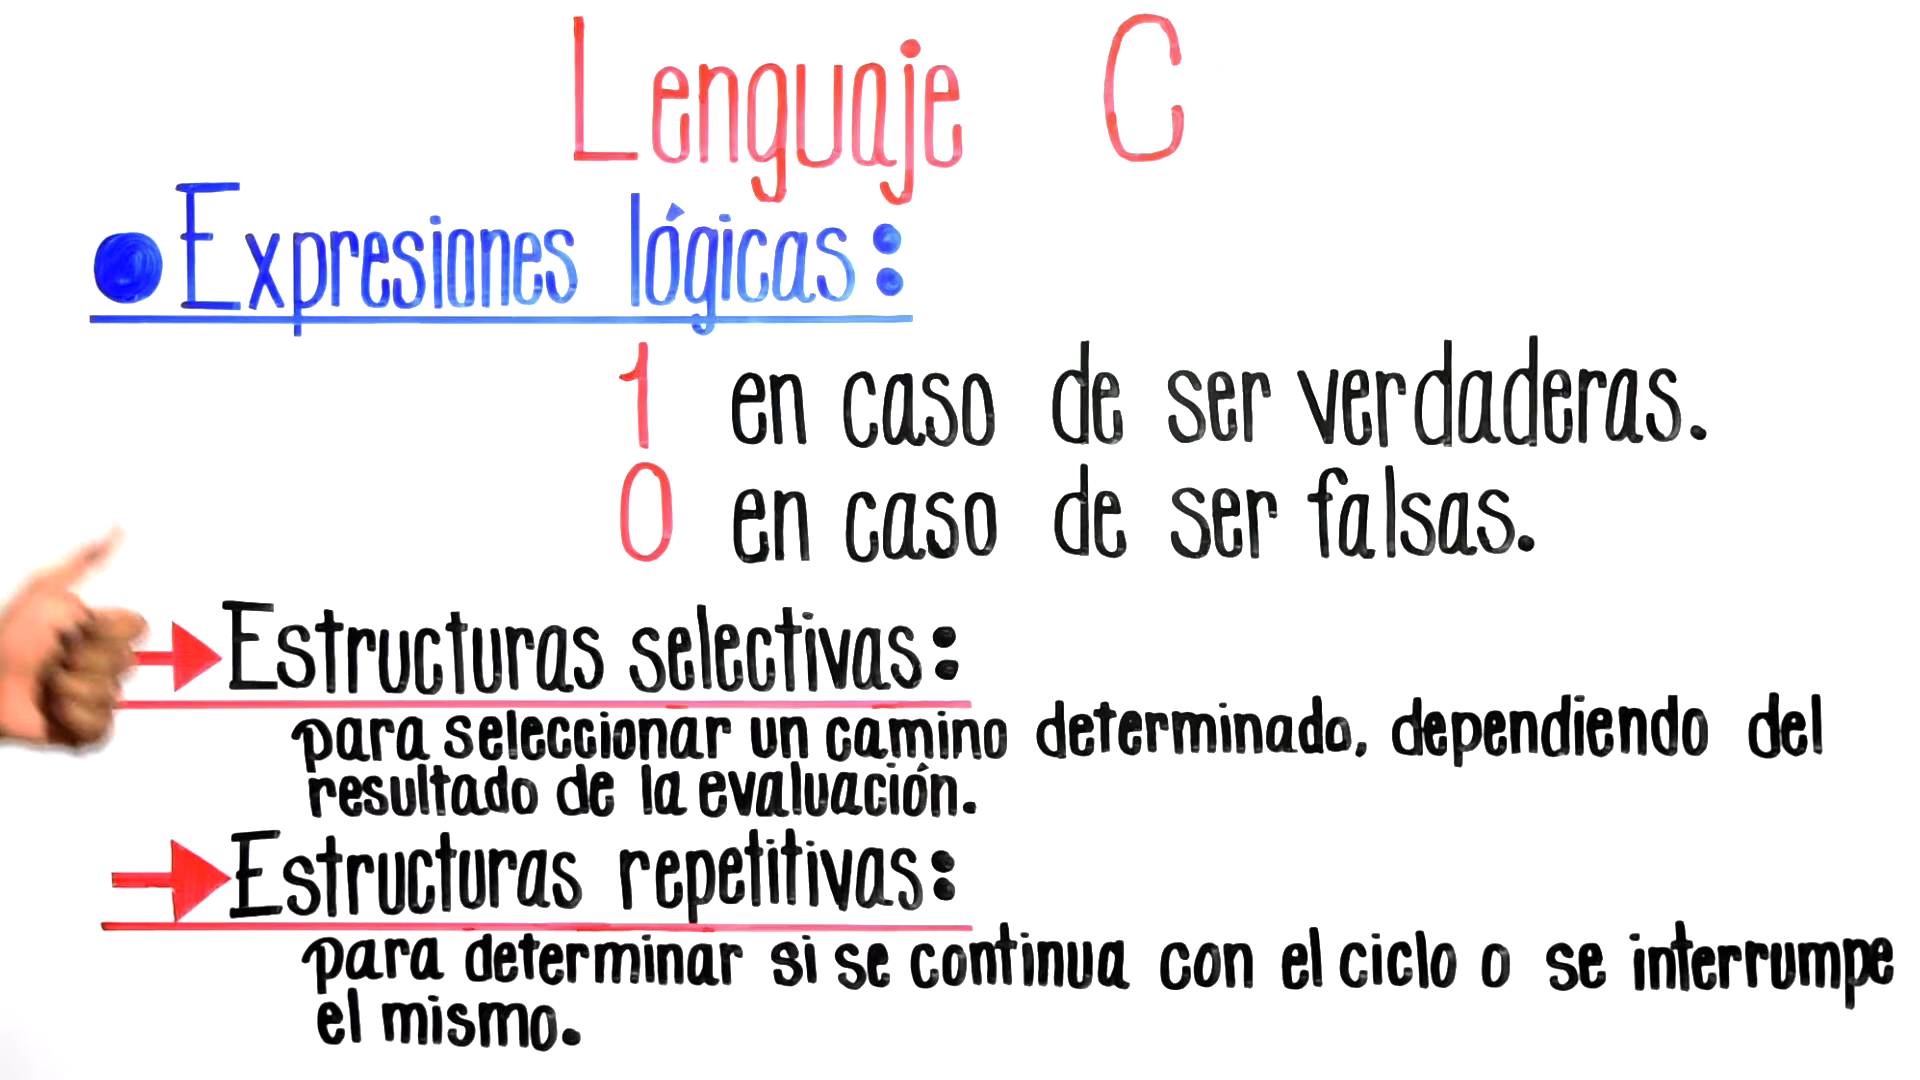 Lenguaje C
Expresiones lógicas:
1 en caso de ser verdaderas.
0 en caso de ser falsas.
Estructuras selectivas:
para seleccionar un camino determinado, dependiendo del
resultado de la evaluación.
Estructuras repetitivas:
para determinar si se continua con el ciclo o se interrumpe
el mismo.